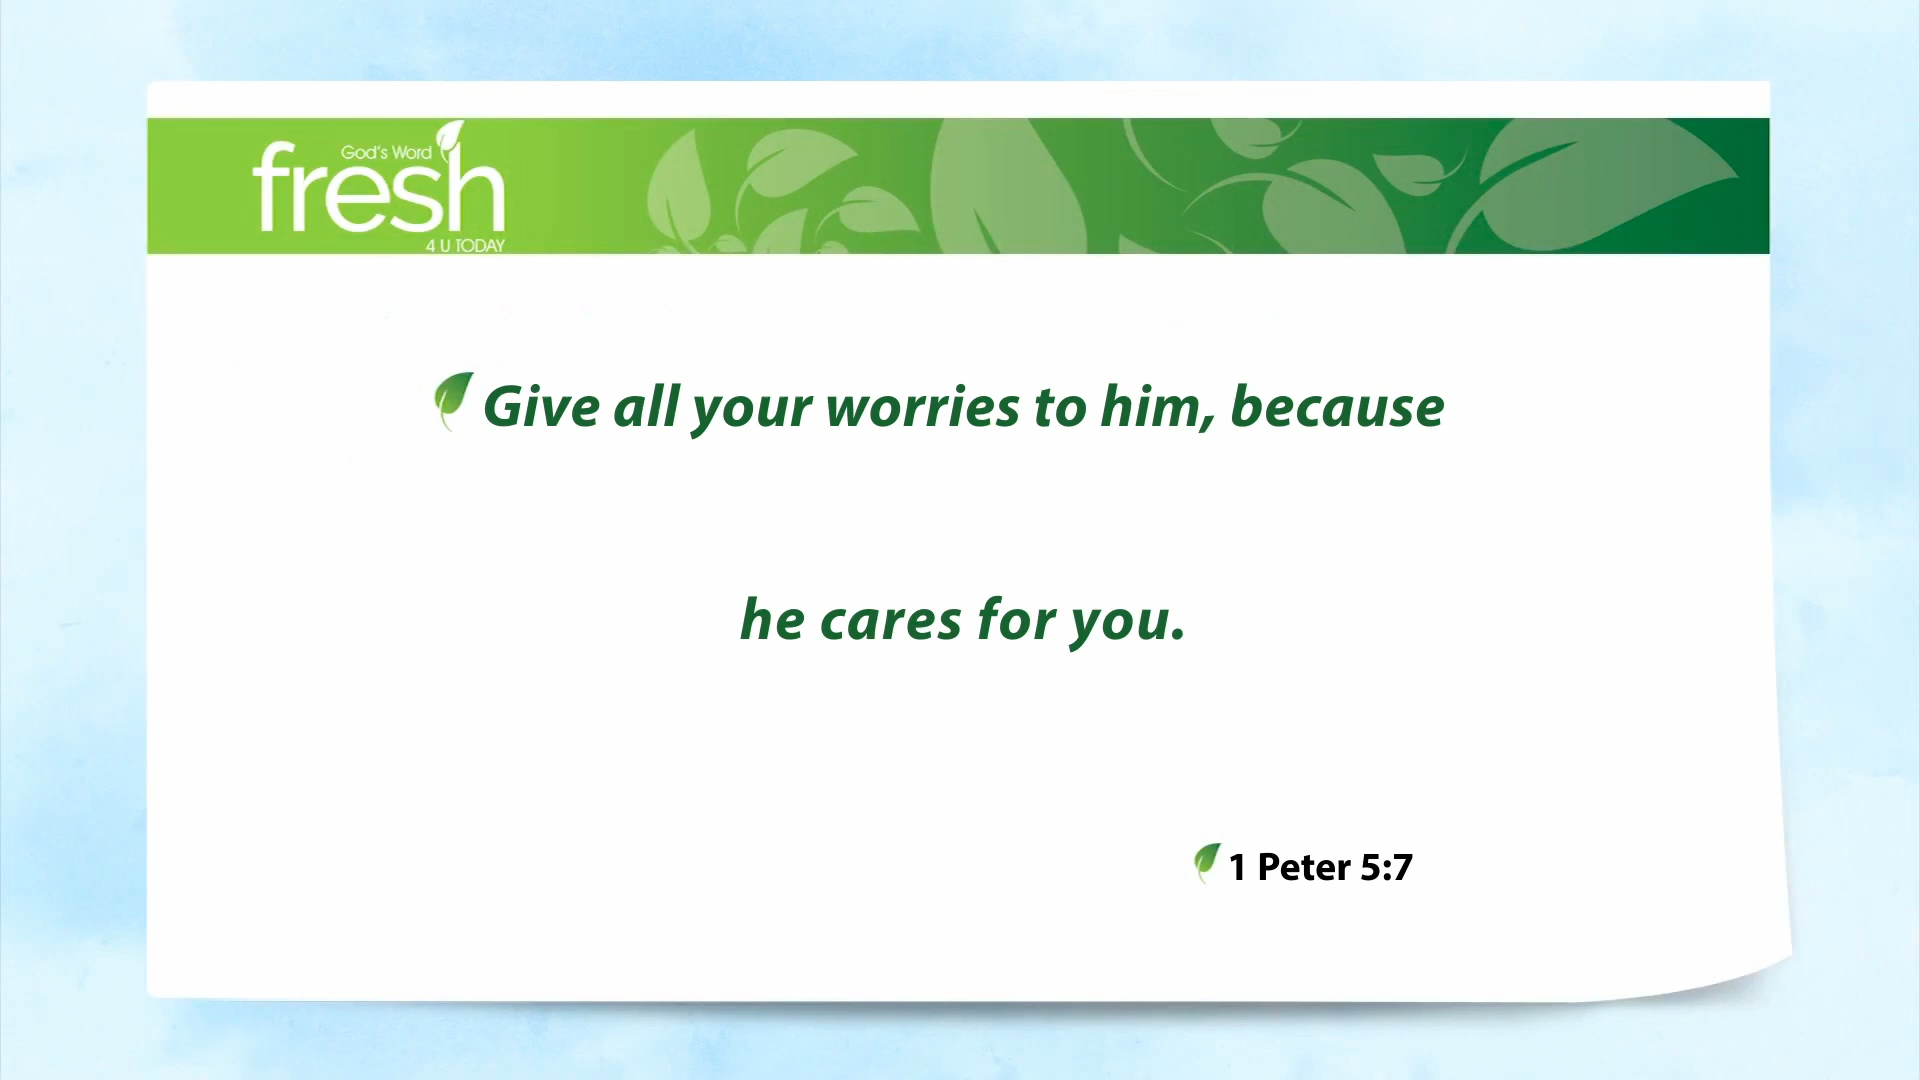 God's Word
fresh
4 U TODAY
Give all your worries to him, because
he cares for you.
1 Peter 5:7